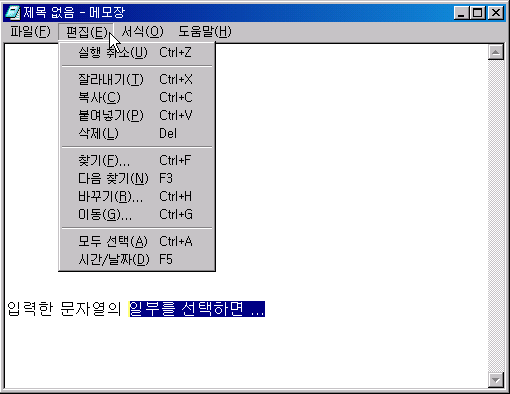 제목 없음 - 메모장
파일(F) 편집(E) 서식(O) 도움말(H)
실행 취소(U) Ctrl+Z
잘라내기(T) Ctrl+X
복사(C) Ctrl+C
붙여넣기(P) Ctrl+V
삭제(L) Del
찾기(F)... Ctrl+F
다음 찾기(N) F3
바꾸기(R)... Ctrl+H
이동(G)... Ctrl+G
모두 선택(A) Ctrl+A
시간/날짜(D) F5
입력한 문자열의 일부를 선택하면 ...